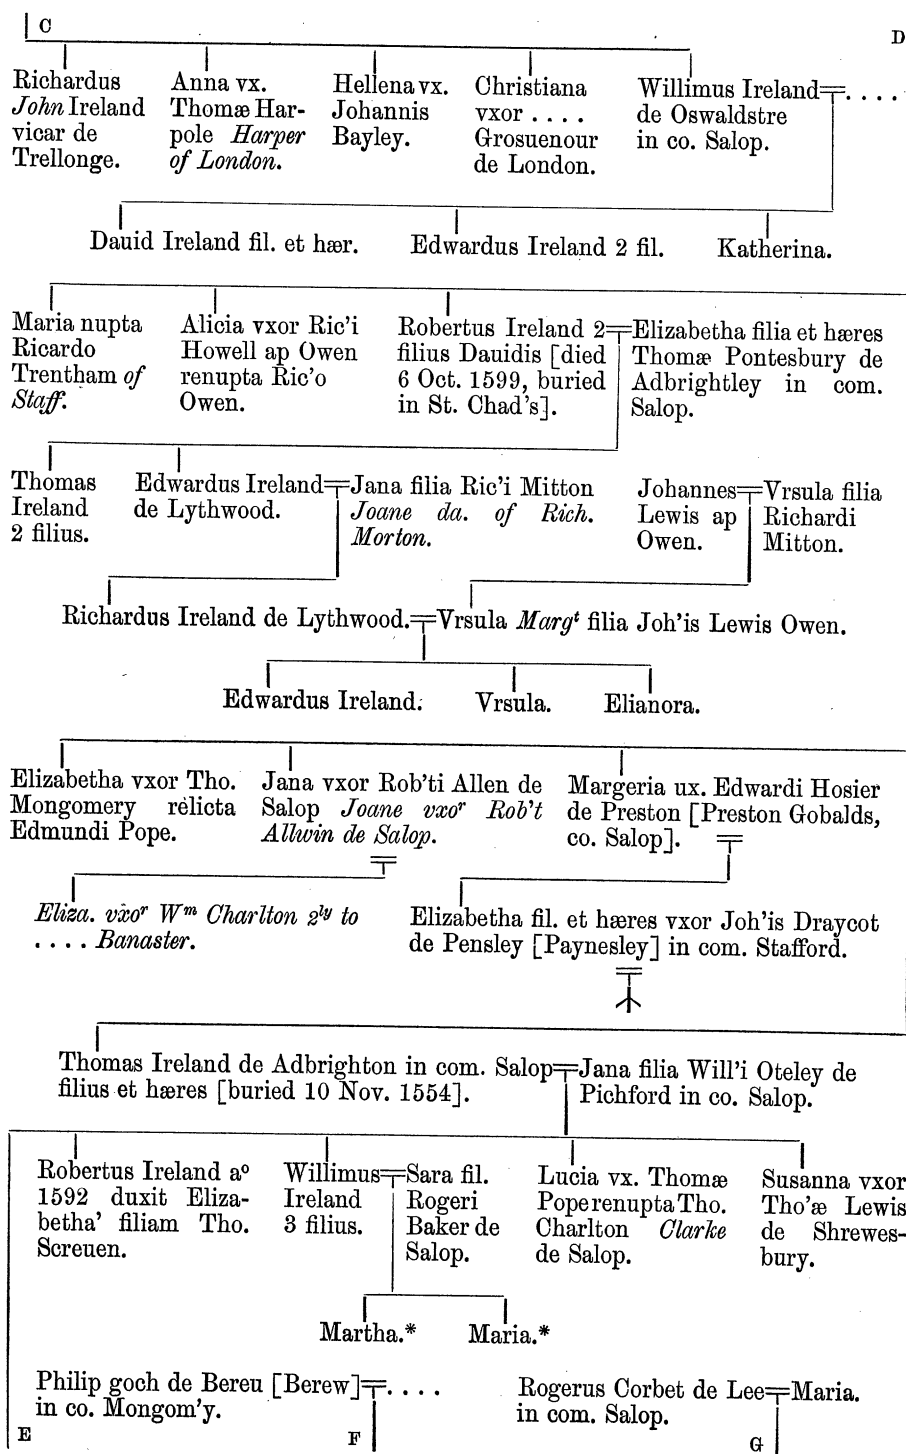 C
D
Richardus
John Ireland
vicar de
Trellonge.
Anna vx.
Thomæ Har-
pole Harper
of London.
Hellena vx.
Johannis
Bayley.
Christiana
vxor . . . .
Grosuenour
de London.
Willimus Ireland
de Oswaldstre
in co. Salop.
. . . .
Dauid Ireland fil. et hær.
Edwardus Ireland 2 fil.
Katherina.
Maria nupta
Ricardo
Trentham of
Staff.
Alicia vxor Ric'i
Howell ap Owen
renupta Ric'o
Owen.
Robertus Ireland 2
filius Dauidis [died
6 Oct. 1599, buried
in St. Chad's].
Elizabetha filia et hæres
Thomæ Pontesbury de
Adbrightley in com.
Salop.
Thomas
Ireland
2 filius.
Edwardus Ireland
de Lythwood.
Jana filia Ric'i Mitton
Joane da. of Rich.
Morton.
Johannes
Lewis ap
Owen.
Vrsula filia
Richardi
Mitton.
Richardus Ireland de Lythwood.
Vrsula Margᵗ filia Joh'is Lewis Owen.
Edwardus Ireland.
Vrsula.
Elianora.
Elizabetha vxor Tho.
Mongomery relicta
Edmundi Pope.
Jana vxor Rob'ti Allen de
Salop Joane vxoʳ Rob't
Allwin de Salop.
Margeria ux. Edwardi Hosier
de Preston [Preston Gobalds,
co. Salop].
Eliza. vxoʳ Wᵐ Charlton 2ˡʸ to
. . . . Banaster.
Elizabetha fil. et hæres vxor Joh'is Draycot
de Pensley [Paynesley] in com. Stafford.
Thomas Ireland de Adbrighton in com. Salop
filius et hæres [buried 10 Nov. 1554].
Jana filia Will'i Oteley de
Pichford in co. Salop.
Robertus Ireland aᵒ
1592 duxit Eliza-
betha' filiam Tho.
Screuen.
Willimus
Ireland
3 filius.
Sara fil.
Rogeri
Baker de
Salop.
Lucia vx. Thomæ
Pope renupta Tho.
Charlton Clarke
de Salop.
Susanna vxor
Tho'æ Lewis
de Shrewes-
bury.
Martha.*
Maria.*
Philip goch de Bereu [Berew]
in co. Mongom'y.
. . . .
Rogerus Corbet de Lee
in com. Salop.
Maria.
E
F
G